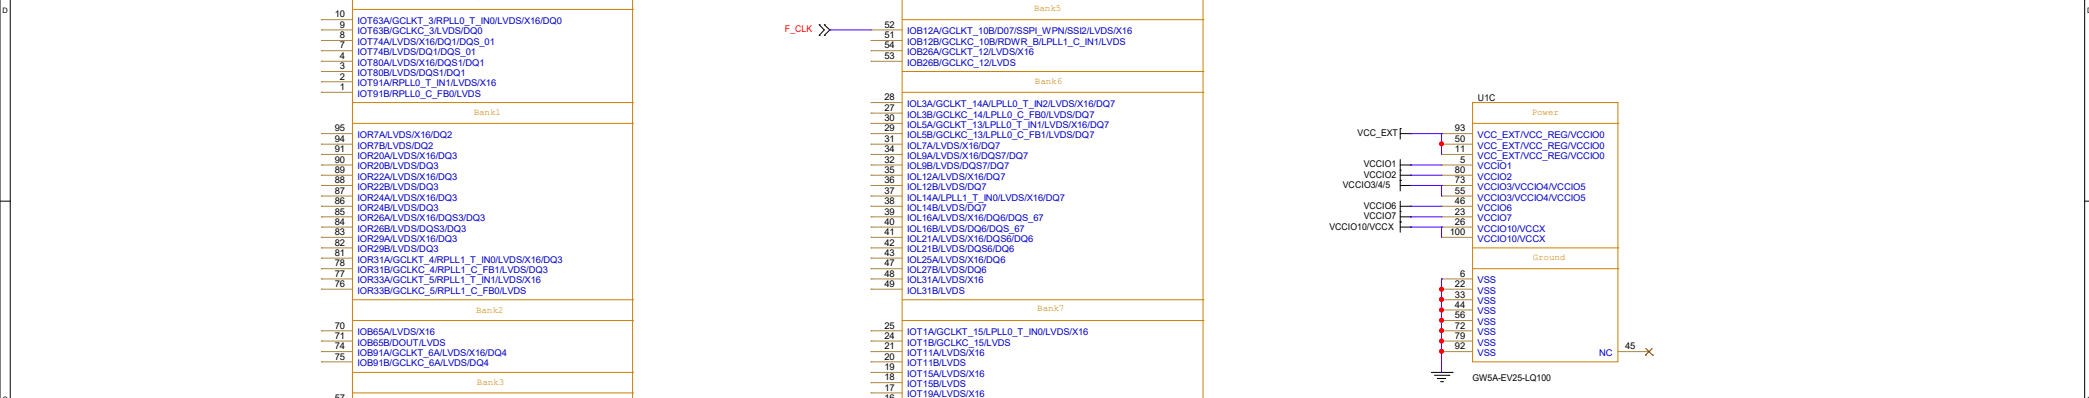 D
10 IOT63A/GCLKT_3/RPLL0_T_IN0/LVDS/X16/DQ0
9 IOT63B/GCLKC_3/LVDS/DQ0
8 IOT74A/LVDS/X16/DQ1/DQS_01
7 IOT74B/LVDS/DQ1/DQS_01
4 IOT80A/LVDS/X16/DQS1/DQ1
3 IOT80B/LVDS/DQS1/DQ1
2 IOT91A/RPLL0_T_IN1/LVDS/X16
1 IOT91B/RPLL0_C_FB0/LVDS
Bank1
95 IOR7A/LVDS/X16/DQ2
94 IOR7B/LVDS/DQ2
91 IOR20A/LVDS/X16/DQ3
90 IOR20B/LVDS/DQ3
89 IOR22A/LVDS/X16/DQ3
88 IOR22B/LVDS/DQ3
87 IOR24A/LVDS/X16/DQ3
86 IOR24B/LVDS/DQ3
85 IOR26A/LVDS/X16/DQS3/DQ3
84 IOR26B/LVDS/DQS3/DQ3
83 IOR29A/LVDS/X16/DQ3
82 IOR29B/LVDS/DQ3
81 IOR31A/GCLKT_4/RPLL1_T_IN0/LVDS/X16/DQ3
78 IOR31B/GCLKC_4/RPLL1_C_FB1/LVDS/DQ3
77 IOR33A/GCLKT_5/RPLL1_T_IN1/LVDS/X16
76 IOR33B/GCLKC_5/RPLL1_C_FB0/LVDS
Bank2
70 IOB65A/LVDS/X16
71 IOB65B/DOUT/LVDS
74 IOB91A/GCLKT_6A/LVDS/X16/DQ4
75 IOB91B/GCLKC_6A/LVDS/DQ4
Bank3
57
Bank5
F_CLK
52 IOB12A/GCLKT_10B/D07/SSPI_WPN/SSI2/LVDS/X16
51 IOB12B/GCLKC_10B/RDWR_B/LPLL1_C_IN1/LVDS
54 IOB26A/GCLKT_12/LVDS/X16
53 IOB26B/GCLKC_12/LVDS
Bank6
28 IOL3A/GCLKT_14A/LPLL0_T_IN2/LVDS/X16/DQ7
27 IOL3B/GCLKC_14/LPLL0_C_FB0/LVDS/DQ7
30 IOL5A/GCLKT_13/LPLL0_T_IN1/LVDS/X16/DQ7
29 IOL5B/GCLKC_13/LPLL0_C_FB1/LVDS/DQ7
31 IOL7A/LVDS/X16/DQ7
34 IOL9A/LVDS/X16/DQS7/DQ7
32 IOL9B/LVDS/DQS7/DQ7
35 IOL12A/LVDS/X16/DQ7
36 IOL12B/LVDS/DQ7
37 IOL14A/LPLL1_T_IN0/LVDS/X16/DQ7
38 IOL14B/LVDS/DQ7
39 IOL16A/LVDS/X16/DQ6/DQS_67
40 IOL16B/LVDS/DQ6/DQS_67
41 IOL21A/LVDS/X16/DQS6/DQ6
42 IOL21B/LVDS/DQS6/DQ6
43 IOL25A/LVDS/X16/DQ6
47 IOL27B/LVDS/DQ6
48 IOL31A/LVDS/X16
49 IOL31B/LVDS
Bank7
25 IOT1A/GCLKT_15/LPLL0_T_IN0/LVDS/X16
24 IOT1B/GCLKC_15/LVDS
21 IOT11A/LVDS/X16
20 IOT11B/LVDS
19 IOT15A/LVDS/X16
18 IOT15B/LVDS
17 IOT19A/LVDS/X16
16
U1C
Power
VCC_EXT 93 VCC_EXT/VCC_REG/VCCIO0
50 VCC_EXT/VCC_REG/VCCIO0
11 VCC_EXT/VCC_REG/VCCIO0
VCCIO1 5 VCCIO1
VCCIO2 80 VCCIO2
VCCIO3/4/5 73 VCCIO3/VCCIO4/VCCIO5
55 VCCIO3/VCCIO4/VCCIO5
VCCIO6 46 VCCIO6
VCCIO7 23 VCCIO7
VCCIO10/VCCX 26 VCCIO10/VCCX
100 VCCIO10/VCCX
Ground
6 VSS
22 VSS
33 VSS
44 VSS
56 VSS
72 VSS
79 VSS
92 VSS NC 45
GW5A-EV25-LQ100